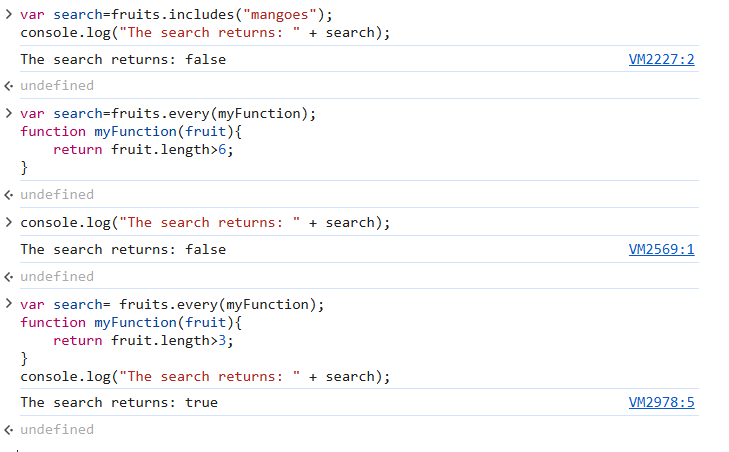 var search=fruits.includes("mangoes");
console.log("The search returns: " + search);
The search returns: false VM2227:2
undefined
var search=fruits.every(myFunction);
function myFunction(fruit){
    return fruit.length>6;
}
undefined
console.log("The search returns: " + search);
The search returns: false VM2569:1
undefined
var search= fruits.every(myFunction);
function myFunction(fruit){
    return fruit.length>3;
}
console.log("The search returns: " + search);
The search returns: true VM2978:5
undefined